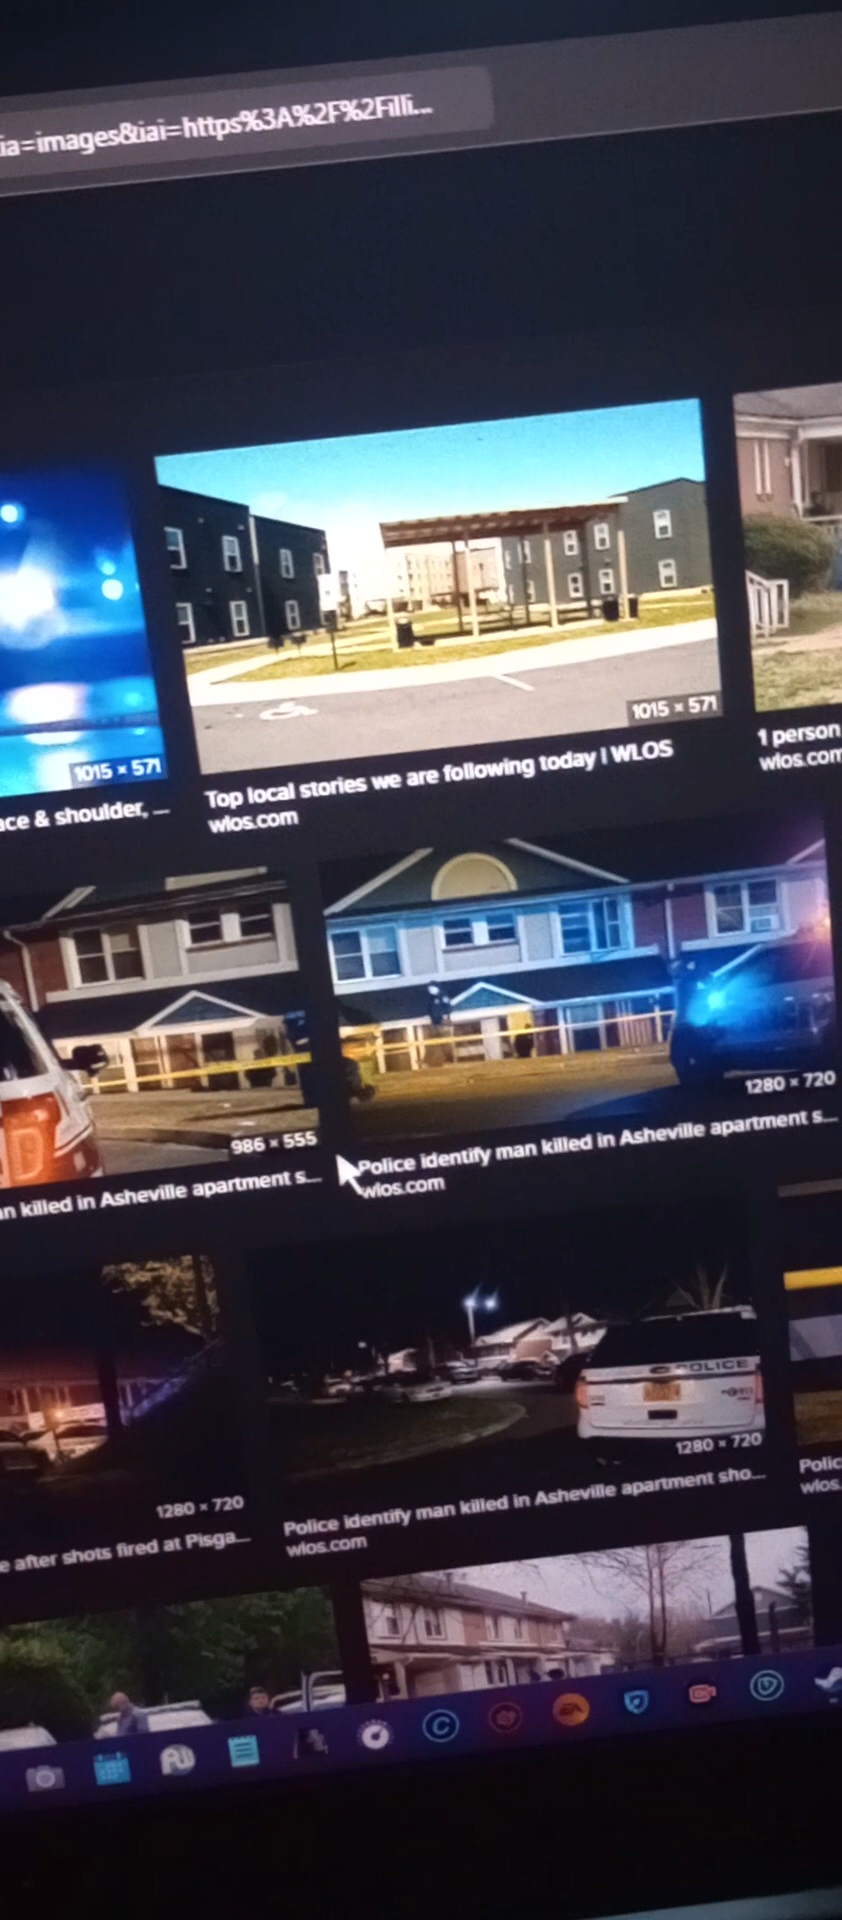 ia=images&iai=https%3A%2F%2Filli...
1015 × 571
ace & shoulder, ...
1015 × 571
Top local stories we are following today | WLOS
wlos.com
1 person
wlos.com
986 × 555
an killed in Asheville apartment s...
1280 × 720
Police identify man killed in Asheville apartment s...
wlos.com
D
1280 × 720
e after shots fired at Pisga...
POLICE
1280 × 720
Police identify man killed in Asheville apartment sho...
wlos.com
Polic
wlos.